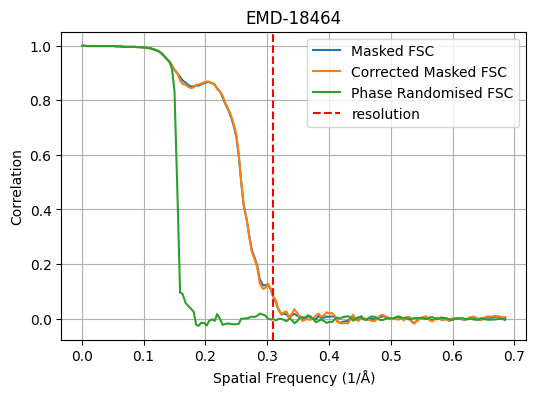 EMD-18464
Masked FSC
Corrected Masked FSC
Phase Randomised FSC
resolution
Correlation
1.0
0.8
0.6
0.4
0.2
0.0
0.0 0.1 0.2 0.3 0.4 0.5 0.6 0.7
Spatial Frequency (1/Å)